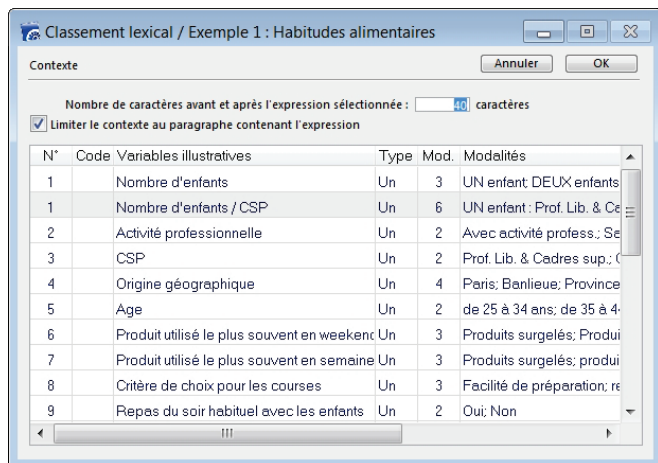 Classement lexical / Exemple 1 : Habitudes alimentaires
Contexte Annuler OK
Nombre de caractères avant et après l'expression sélectionnée : 40 caractères
Limiter le contexte au paragraphe contenant l'expression
N° Code Variables illustratives Type Mod. Modalités
1 Nombre d'enfants Un 3 UN enfant; DEUX enfants
1 Nombre d'enfants / CSP Un 6 UN enfant : Prof. Lib. & Ca
2 Activité professionnelle Un 2 Avec activité profess.; Sa
3 CSP Un 2 Prof. Lib. & Cadres sup.;
4 Origine géographique Un 4 Paris; Banlieue; Province
5 Age Un 2 de 25 à 34 ans; de 35 à 4
6 Produit utilisé le plus souvent en weekend Un 3 Produits surgelés; Produi
7 Produit utilisé le plus souvent en semaine Un 3 Produits surgelés; produi
8 Critère de choix pour les courses Un 3 Facilité de préparation; re
9 Repas du soir habituel avec les enfants Un 2 Oui; Non